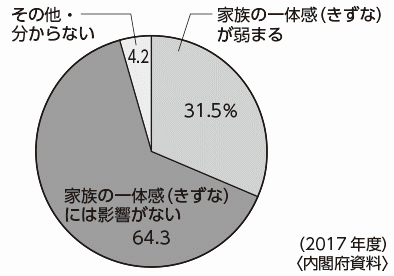 その他・
分からない
4.2
家族の一体感(きずな)
が弱まる
31.5%
家族の一体感(きずな)
には影響がない
64.3
(2017年度)
〈内閣府資料〉